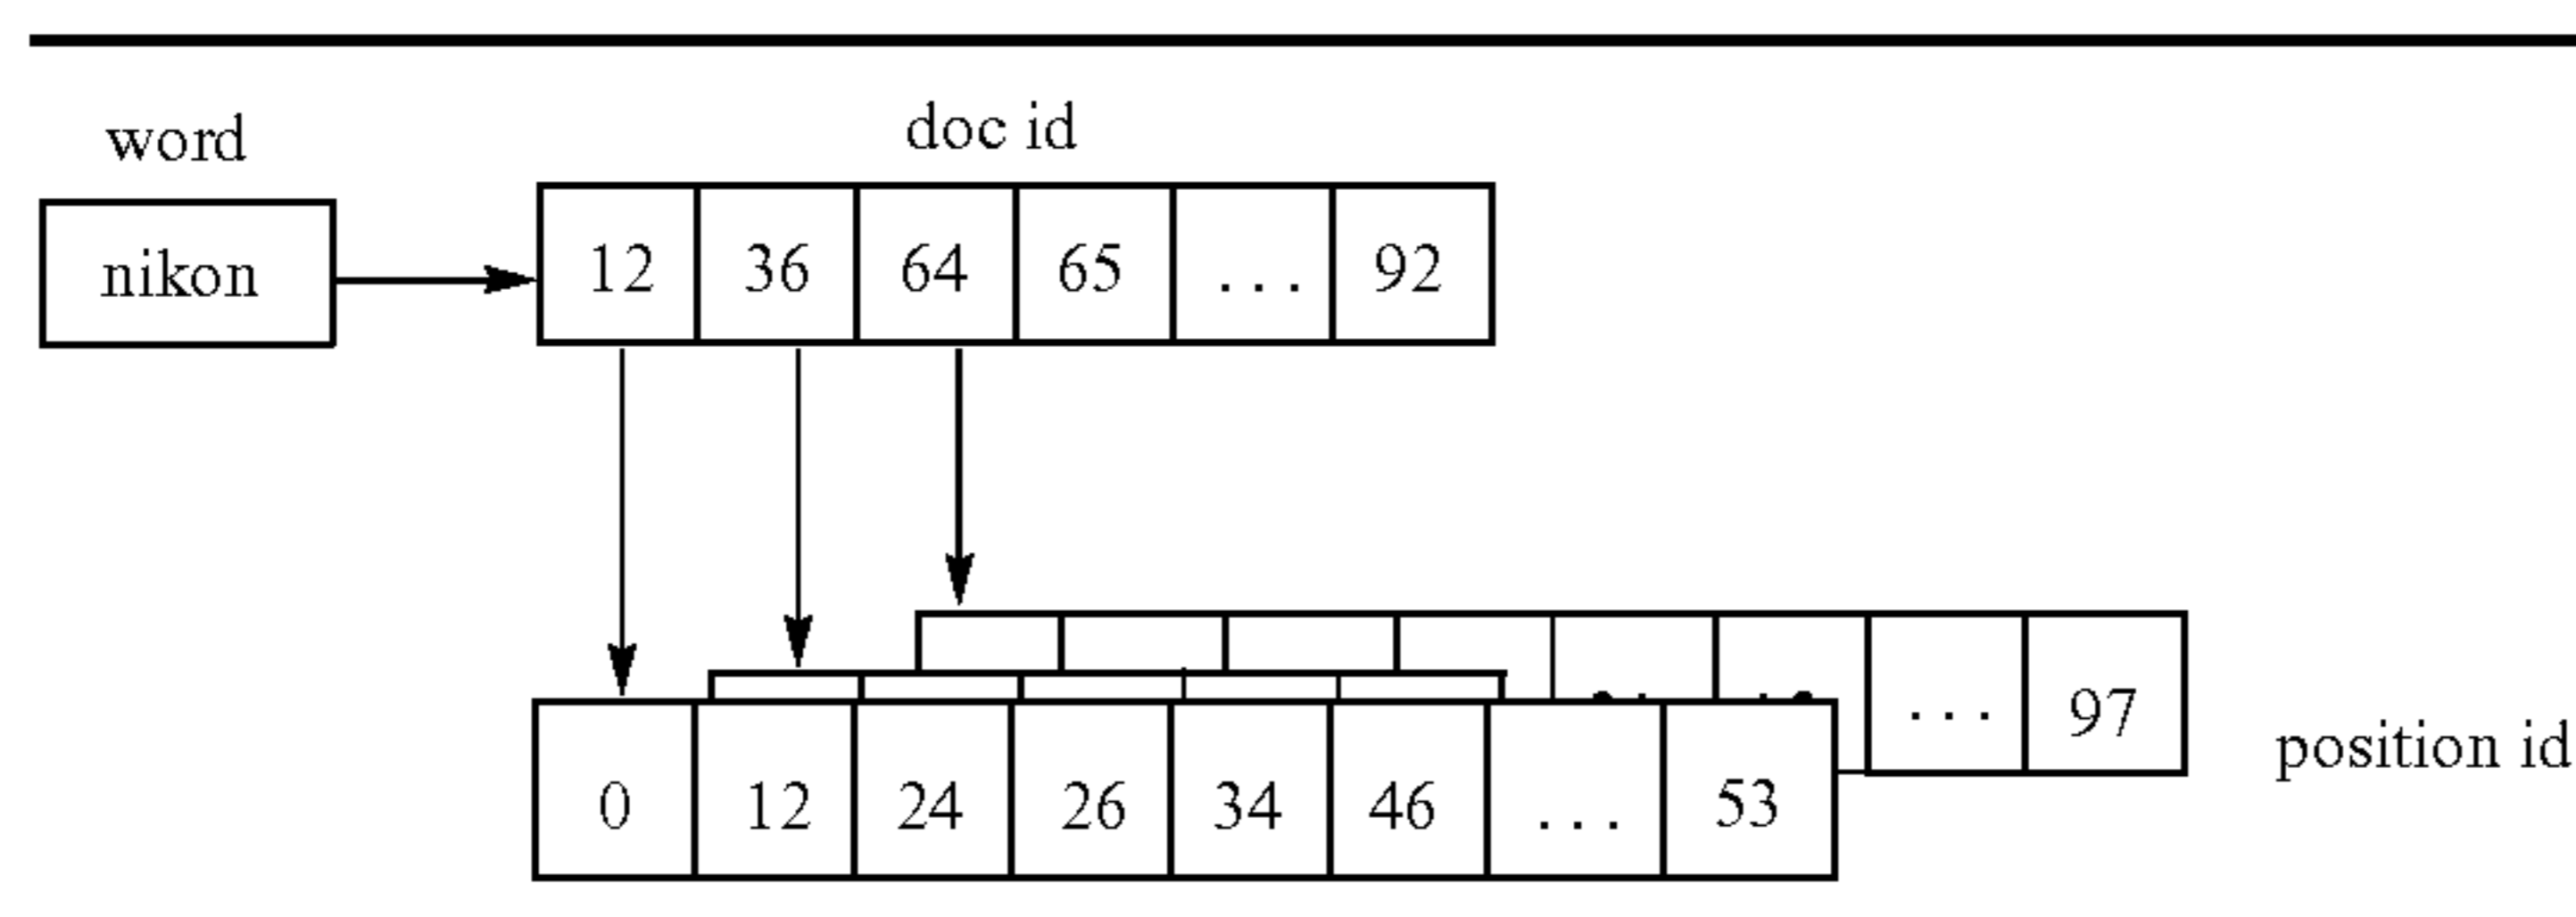 word
doc id
nikon
12 36 64 65 ... 92
... 97
position id
0 12 24 26 34 46 ... 53